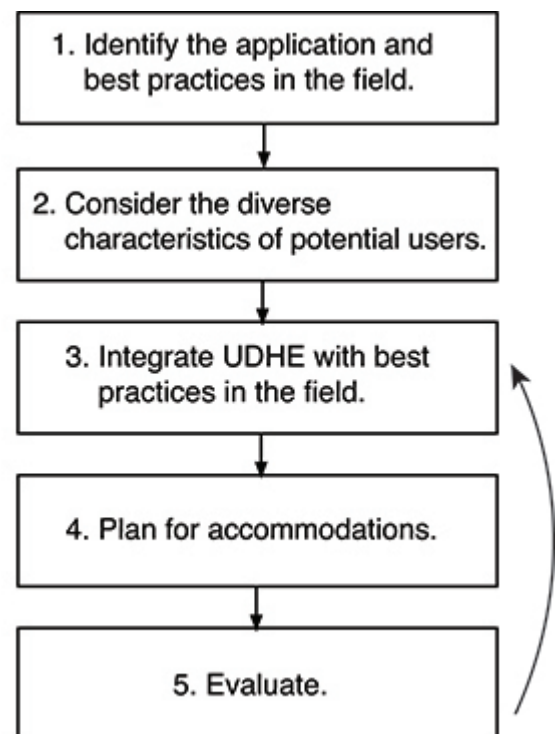 1. Identify the application and
best practices in the field.
2. Consider the diverse
characteristics of potential users.
3. Integrate UDHE with best
practices in the field.
4. Plan for accommodations.
5. Evaluate.